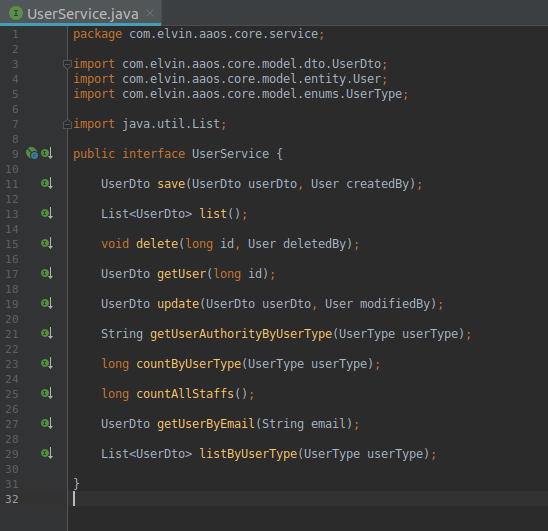 UserService.java
1 package com.elvin.aaos.core.service;
2
3 import com.elvin.aaos.core.model.dto.UserDto;
4 import com.elvin.aaos.core.model.entity.User;
5 import com.elvin.aaos.core.model.enums.UserType;
6
7 import java.util.List;
8
9 public interface UserService {
10
11 UserDto save(UserDto userDto, User createdBy);
12
13 List<UserDto> list();
14
15 void delete(long id, User deletedBy);
16
17 UserDto getUser(long id);
18
19 UserDto update(UserDto userDto, User modifiedBy);
20
21 String getUserAuthorityByUserType(UserType userType);
22
23 long countByUserType(UserType userType);
24
25 long countAllStaffs();
26
27 UserDto getUserByEmail(String email);
28
29 List<UserDto> listByUserType(UserType userType);
30
31 }
32